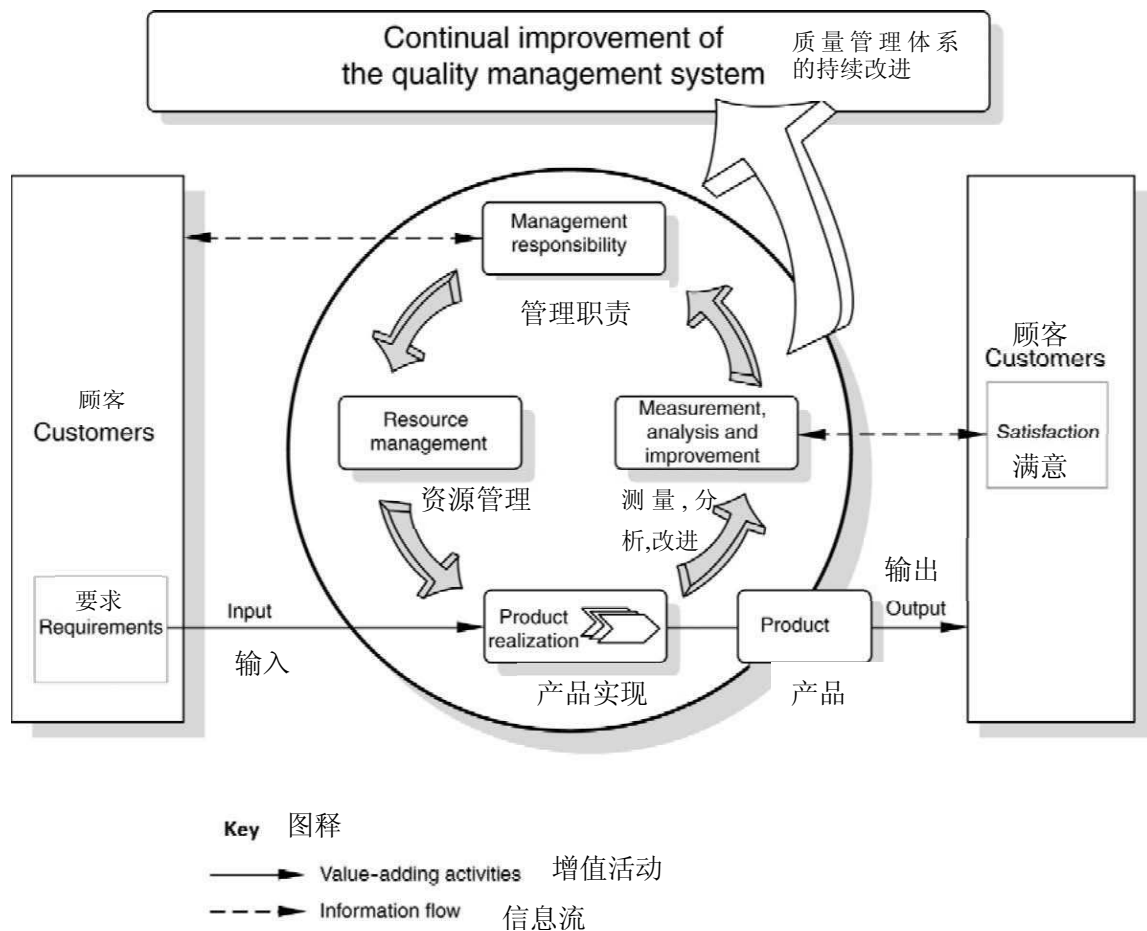 Continual improvement of
the quality management system
质量管理体系
的持续改进
Management
responsibility
管理职责
顾客
Customers
Resource
management
资源管理
Measurement,
analysis and
improvement
测量,分
析,改进
顾客
Customers
Satisfaction
满意
要求
Requirements
Input
输入
Product
realization
产品实现
Product
产品
输出
Output
Key 图释
Value-adding activities 增值活动
Information flow 信息流